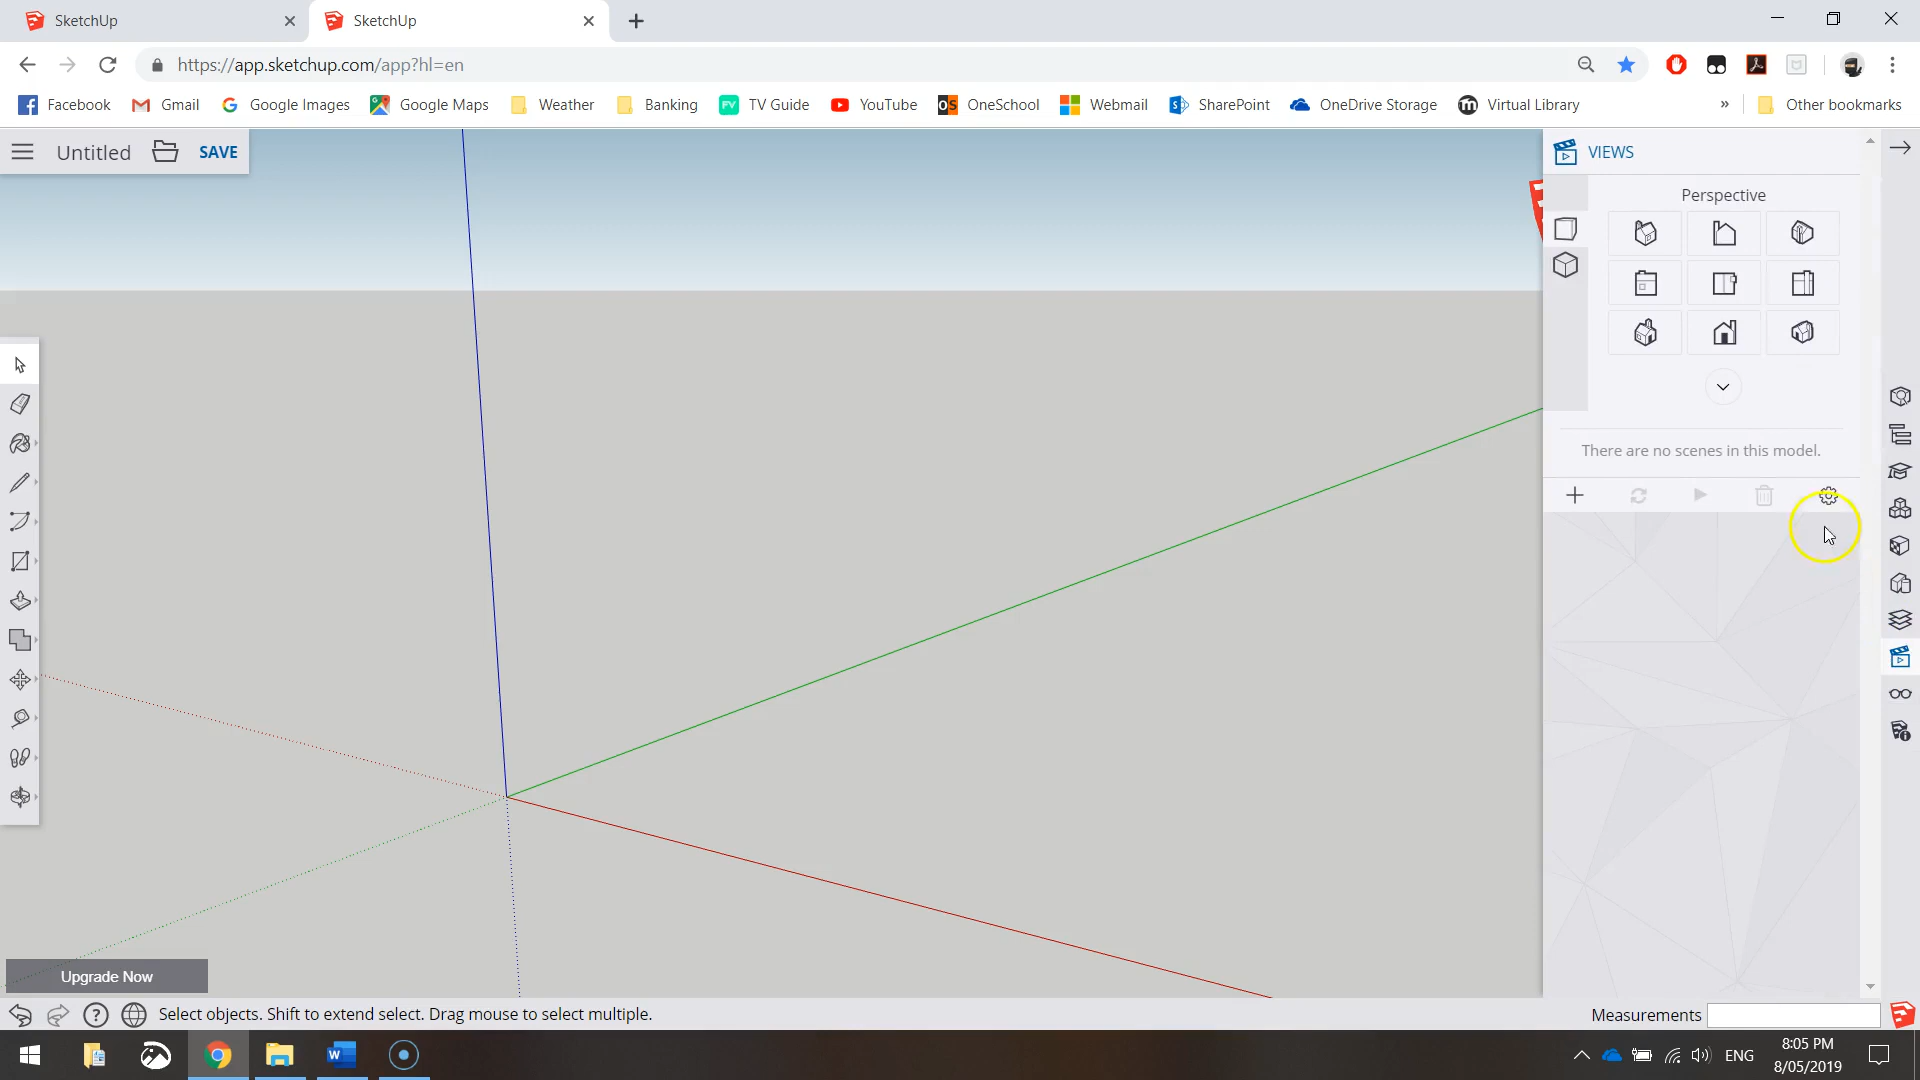 SketchUp
SketchUp
https://app.sketchup.com/app?hl=en
Facebook
Gmail
Google Images
Google Maps
Weather
Banking
TV Guide
YouTube
OneSchool
Webmail
SharePoint
OneDrive Storage
Virtual Library
»
Other bookmarks
Untitled
SAVE
VIEWS
Perspective
There are no scenes in this model.
Upgrade Now
Select objects. Shift to extend select. Drag mouse to select multiple.
Measurements
ENG
8:05 PM
8/05/2019